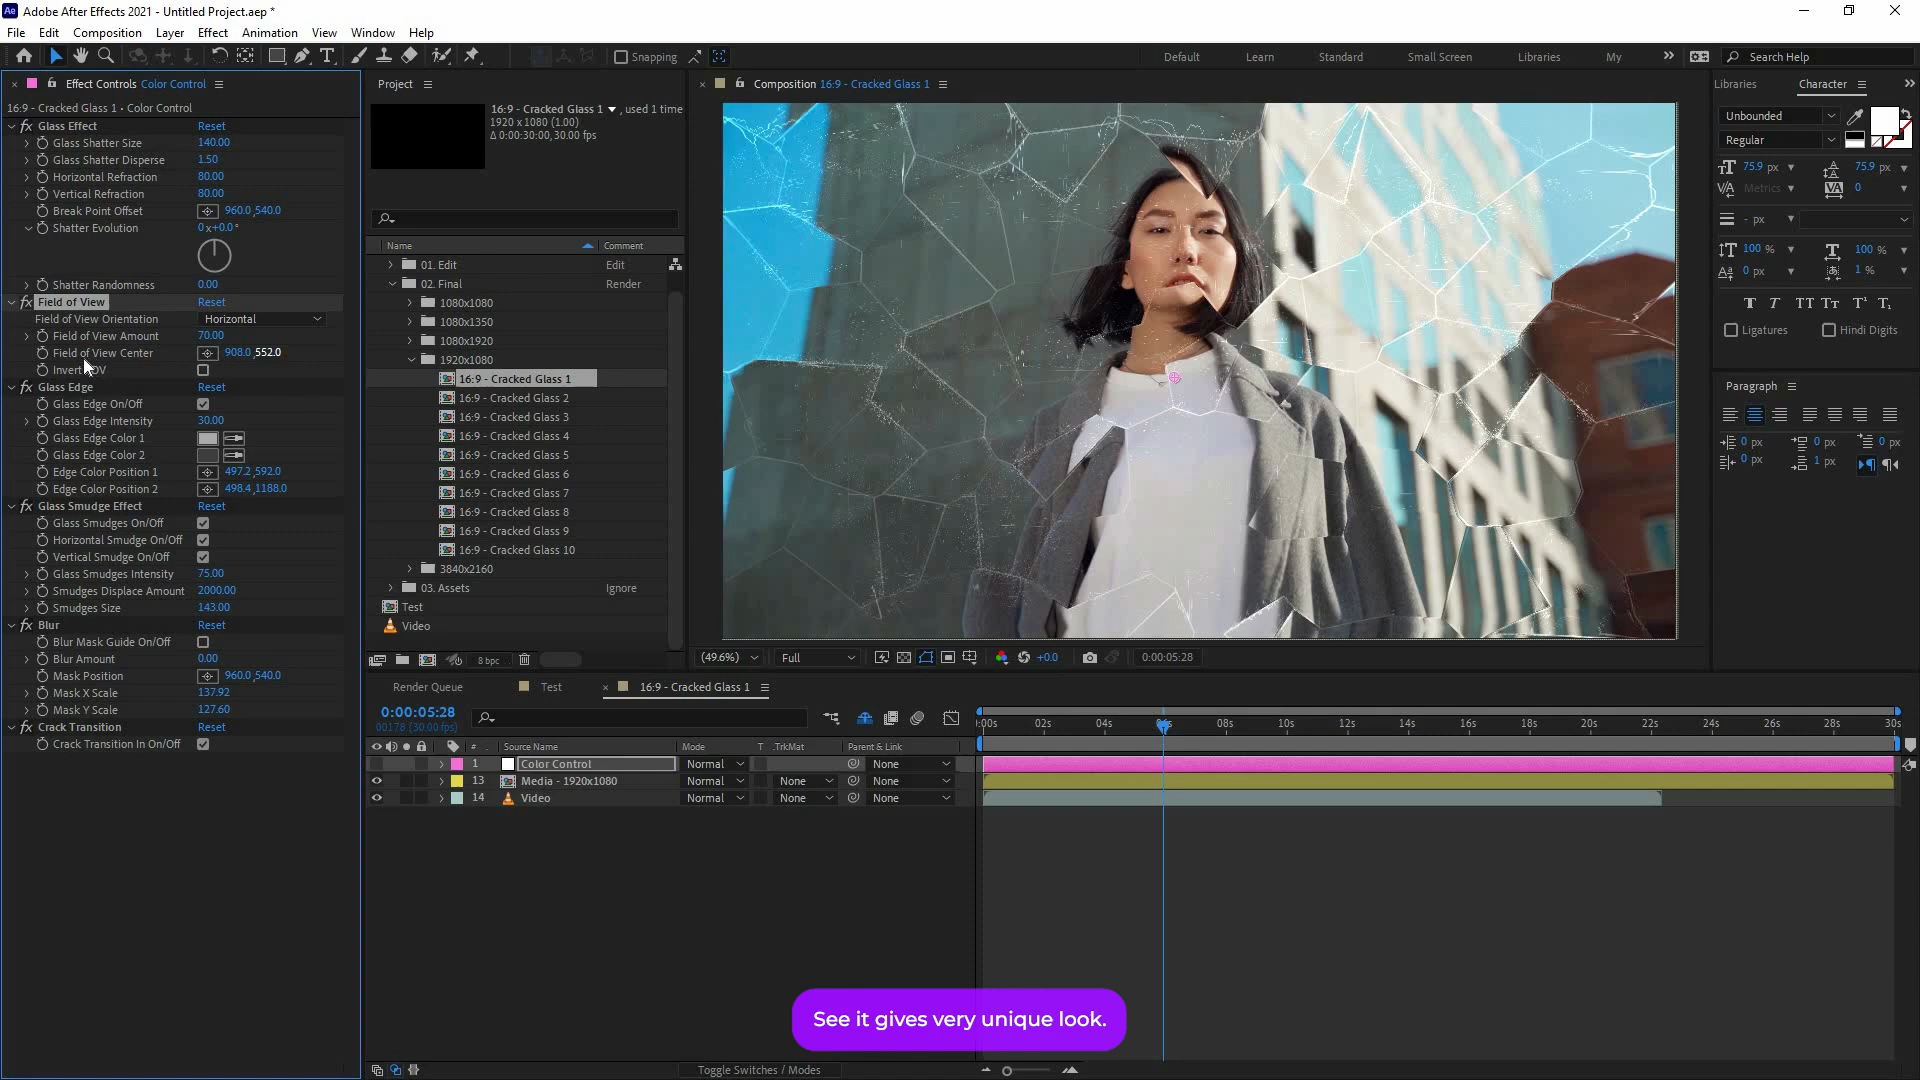 Adobe After Effects 2021 - Untitled Project.aep *
File Edit Composition Layer Effect Animation View Window Help
Snapping
Default Learn Standard Small Screen Libraries My
Search Help
Effect Controls Color Control
16:9 - Cracked Glass 1 • Color Control
Glass Effect Reset
Glass Shatter Size 140.00
Glass Shatter Disperse 1.50
Horizontal Refraction 80.00
Vertical Refraction 80.00
Break Point Offset 960.0,540.0
Shatter Evolution 0x+0.0°
Shatter Randomness 0.00
Field of View Reset
Field of View Orientation Horizontal
Field of View Amount 70.00
Field of View Center 908.0,552.0
Glass Edge Reset
Glass Edge On/Off
Glass Edge Intensity 30.00
Glass Edge Color 1
Glass Edge Color 2
Edge Color Position 1 497.2,592.0
Edge Color Position 2 498.4,1188.0
Glass Smudge Effect Reset
Glass Smudges On/Off
Horizontal Smudge On/Off
Vertical Smudge On/Off
Glass Smudges Intensity 75.00
Smudges Displace Amount 2000.00
Smudges Size 143.00
Blur Reset
Blur Mask Guide On/Off
Blur Amount 0.00
Mask Position 960.0,540.0
Mask X Scale 137.92
Mask Y Scale 127.60
Crack Transition Reset
Crack Transition In On/Off
Project
16:9 - Cracked Glass 1 , used 1 time
1920 x 1080 (1.00)
Δ 0:00:30:00, 30.00 fps
Name Comment
01. Edit Edit
02. Final Render
1080x1080
1080x1350
1080x1920
1920x1080
16:9 - Cracked Glass 1
16:9 - Cracked Glass 2
16:9 - Cracked Glass 3
16:9 - Cracked Glass 4
16:9 - Cracked Glass 5
16:9 - Cracked Glass 6
16:9 - Cracked Glass 7
16:9 - Cracked Glass 8
16:9 - Cracked Glass 9
16:9 - Cracked Glass 10
3840x2160
03. Assets Ignore
Test
Video
8 bpc
Composition 16:9 - Cracked Glass 1
(49.6%) Full +0.0 0:00:05:28
Libraries Character
Unbounded
Regular
75.9 px 75.9 px
Metrics 0
- px
100 % 100 %
0 px 1 %
Ligatures Hindi Digits
Paragraph
0 px 0 px 0 px
0 px 1 px
Render Queue Test 16:9 - Cracked Glass 1
0:00:05:28
00178 (30.00 fps)
:00s 02s 04s 06s 08s 10s 12s 14s 16s 18s 20s 22s 24s 26s 28s 30s
# Source Name Mode T .TrkMat Parent & Link
1 Color Control Normal None
13 Media - 1920x1080 Normal None None
14 Video Normal None None
See it gives very unique look.
Toggle Switches / Modes